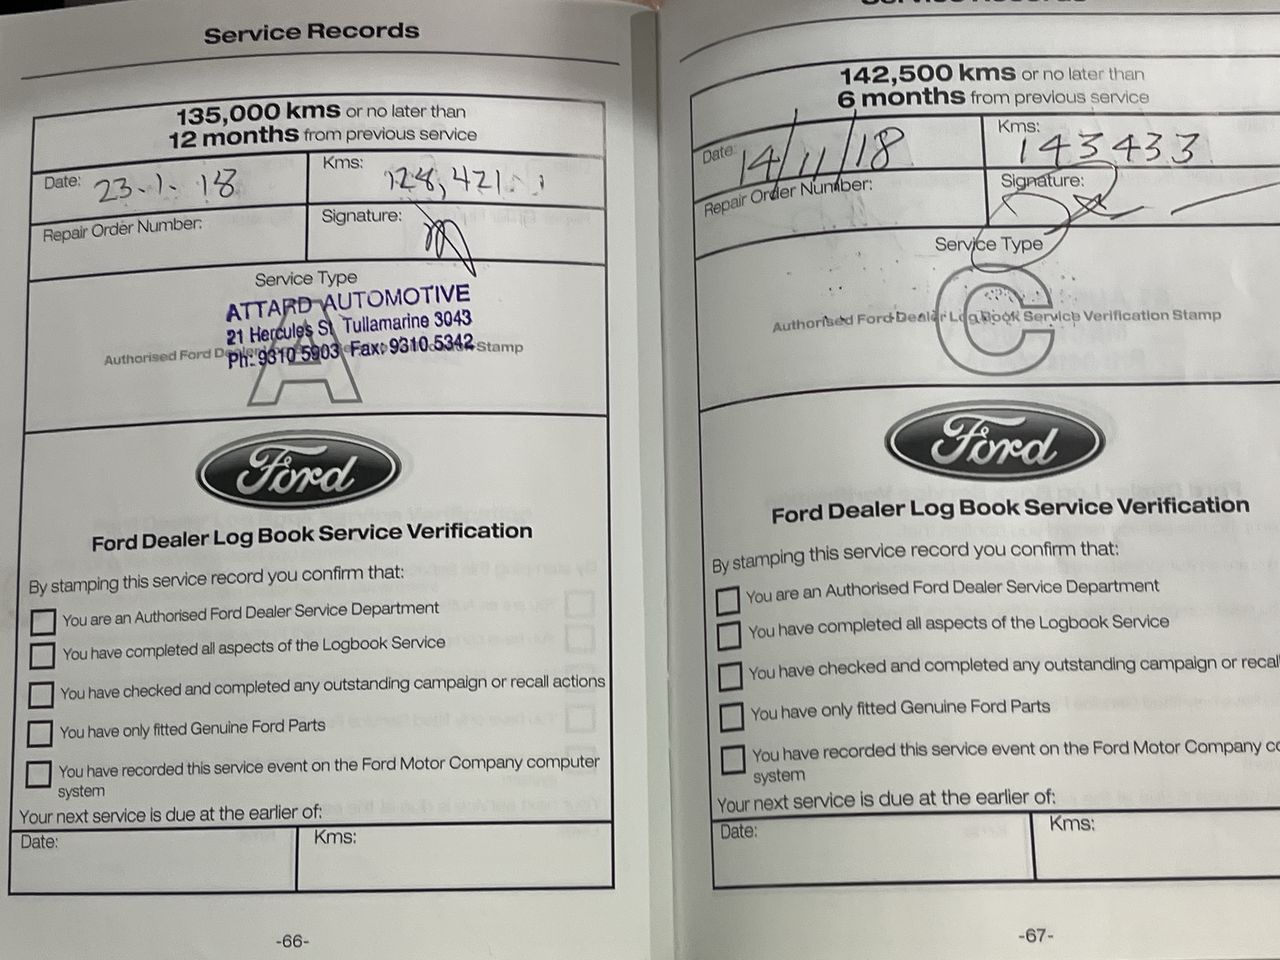 Service Records
135,000 kms or no later than
12 months from previous service
Date: 23.1.18
Kms: 128,421
Repair Order Number:
Signature:
Service Type
A
ATTARD AUTOMOTIVE
21 Hercules St Tullamarine 3043
Ph: 9310 5903 Fax: 9310 5342
Authorised Ford Stamp
Ford
Ford Dealer Log Book Service Verification
By stamping this service record you confirm that:
You are an Authorised Ford Dealer Service Department
You have completed all aspects of the Logbook Service
You have checked and completed any outstanding campaign or recall actions
You have only fitted Genuine Ford Parts
You have recorded this service event on the Ford Motor Company computer
system
Your next service is due at the earlier of:
Date:
Kms:
-66-
142,500 kms or no later than
6 months from previous service
Date: 14/11/18
Kms: 143433
Repair Order Number:
Signature:
Service Type
C
Authorised Ford Dealer Log Book Service Verification Stamp
Ford
Ford Dealer Log Book Service Verification
By stamping this service record you confirm that:
You are an Authorised Ford Dealer Service Department
You have completed all aspects of the Logbook Service
You have checked and completed any outstanding campaign or recall
You have only fitted Genuine Ford Parts
You have recorded this service event on the Ford Motor Company
system
Your next service is due at the earlier of:
Date:
Kms:
-67-